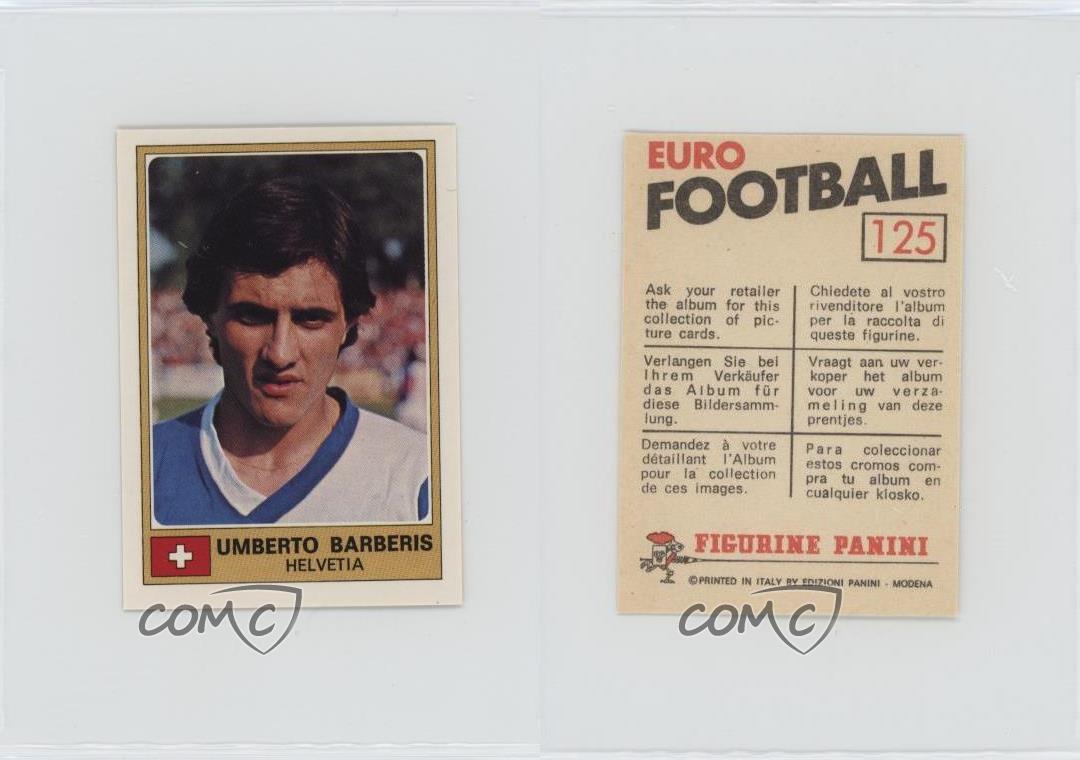 UMBERTO BARBERIS
HELVETIA
COMC
EURO
FOOTBALL
125
Ask your retailer
the album for this
collection of pic-
ture cards.
Chiedete al vostro
rivenditore l'album
per la raccolta di
queste figurine.
Verlangen Sie bei
Ihrem Verkäufer
das Album für
diese Bildersamm-
lung.
Vraagt aan uw ver-
koper het album
voor uw verza-
meling van deze
prentjes.
Demandez à votre
détaillant l'Album
pour la collection
de ces images.
Para coleccionar
estos cromos com-
pra tu album en
cualquier kiosko.
FIGURINE PANINI
©PRINTED IN ITALY BY EDIZIONI PANINI - MODENA
COMC